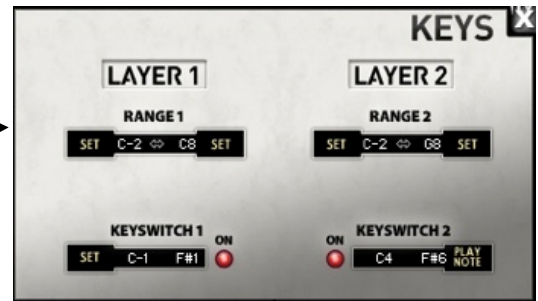 KEYS X
LAYER 1 LAYER 2
RANGE 1 RANGE 2
SET C-2 ⇔ C8 SET SET C-2 ⇔ G8 SET
KEYSWITCH 1 ON ON KEYSWITCH 2
SET C-1 F#1 C4 F#6 PLAY NOTE